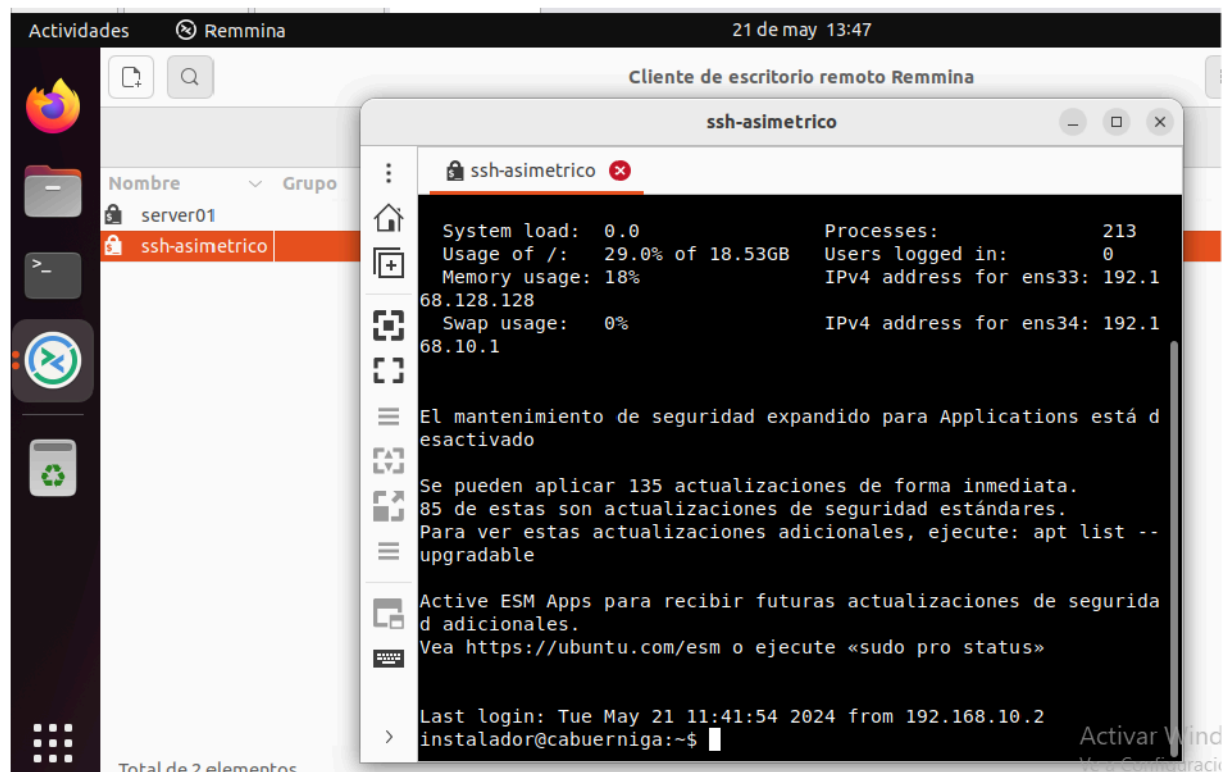 Actividades Remmina 21 de may 13:47
Cliente de escritorio remoto Remmina
ssh-asimetrico
ssh-asimetrico
Nombre Grupo
server01
ssh-asimetrico
System load: 0.0 Processes: 213
Usage of /: 29.0% of 18.53GB Users logged in: 0
Memory usage: 18% IPv4 address for ens33: 192.1
68.128.128
Swap usage: 0% IPv4 address for ens34: 192.1
68.10.1
El mantenimiento de seguridad expandido para Applications está d
esactivado
Se pueden aplicar 135 actualizaciones de forma inmediata.
85 de estas son actualizaciones de seguridad estándares.
Para ver estas actualizaciones adicionales, ejecute: apt list --
upgradable
Active ESM Apps para recibir futuras actualizaciones de segurida
d adicionales.
Vea https://ubuntu.com/esm o ejecute «sudo pro status»
Last login: Tue May 21 11:41:54 2024 from 192.168.10.2
instalador@cabuerniga:~$
Activar Wind
Total de 2 elementos